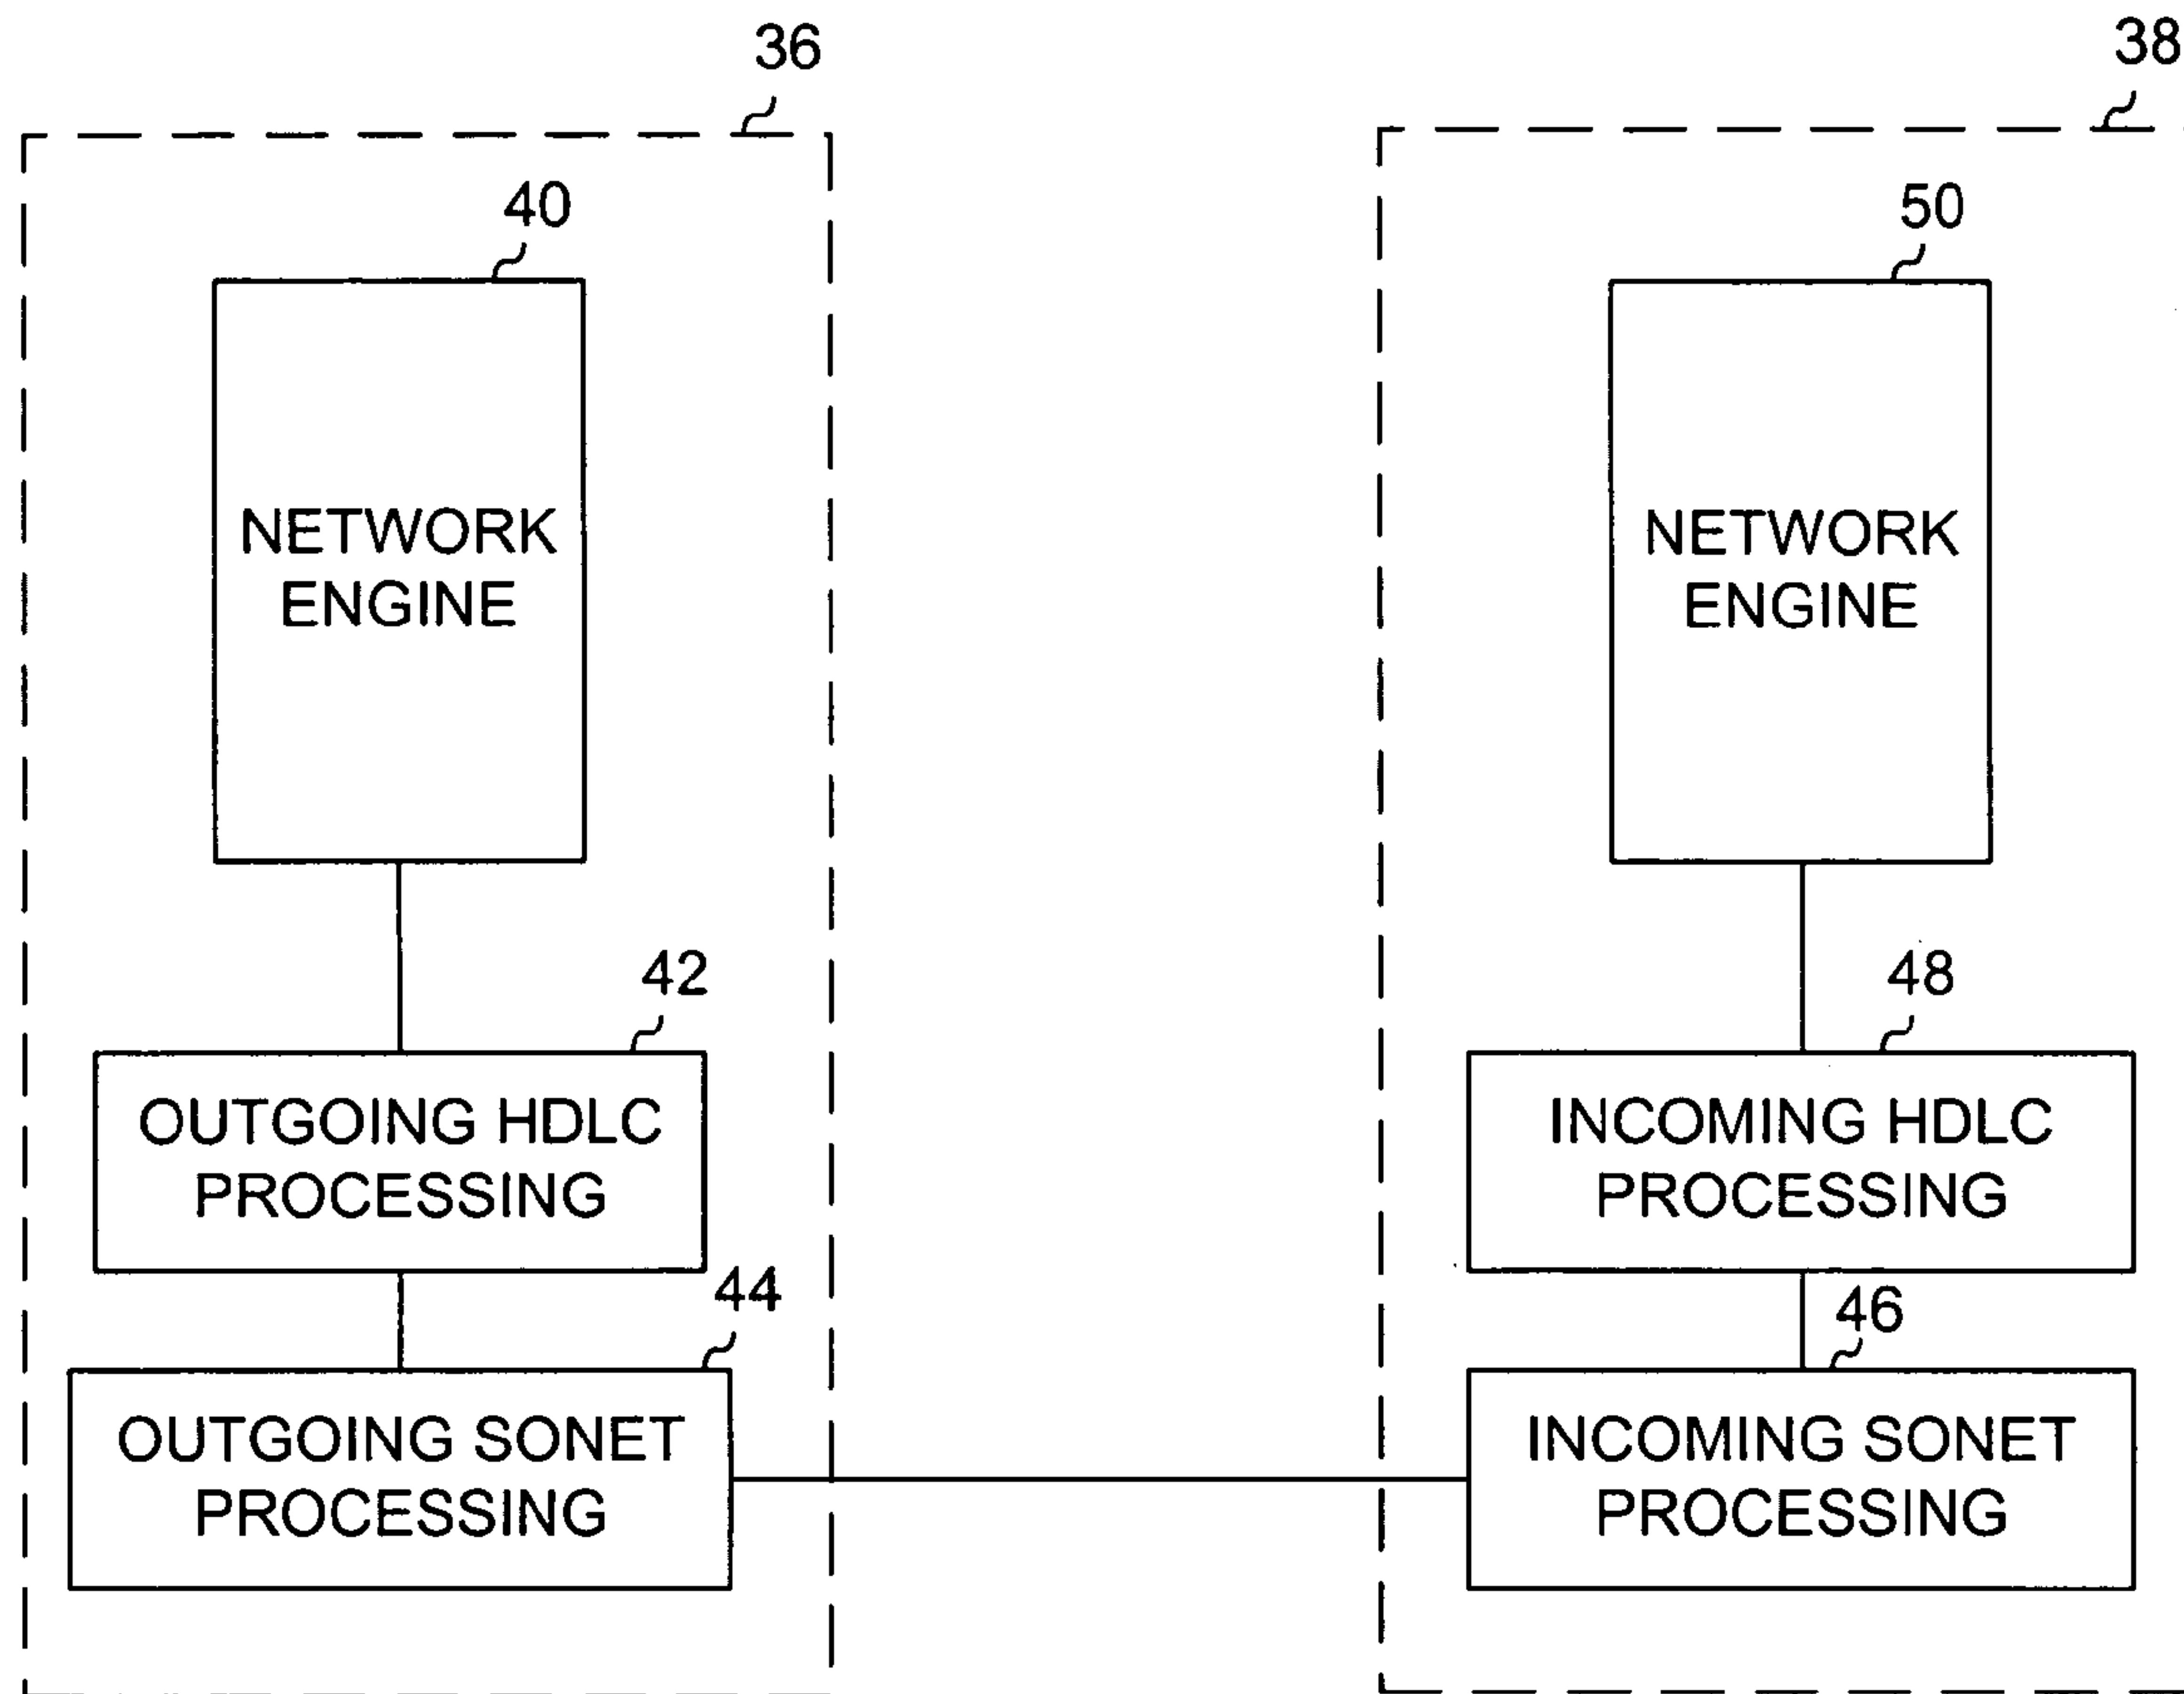 36
38
40
NETWORK
ENGINE
50
NETWORK
ENGINE
42
OUTGOING HDLC
PROCESSING
48
INCOMING HDLC
PROCESSING
44
OUTGOING SONET
PROCESSING
46
INCOMING SONET
PROCESSING